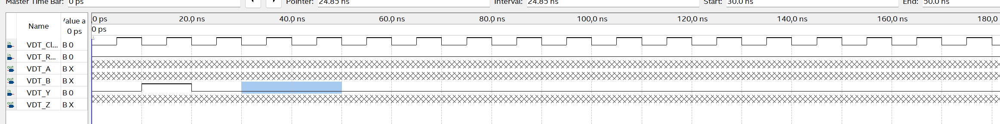 Master Time Bar: 0 ps Pointer: 24.85 ns Interval: 24.85 ns Start: 30.0 ns End: 50.0 ns
Name Value a 0 ps
0 ps 20.0 ns 40.0 ns 60.0 ns 80.0 ns 100.0 ns 120.0 ns 140.0 ns 160.0 ns 180.0
0 ps
in VDT_Cl... B 0
in VDT_R... B 0
out VDT_A B X
out VDT_B B X
in VDT_Y B 0
out VDT_Z B X